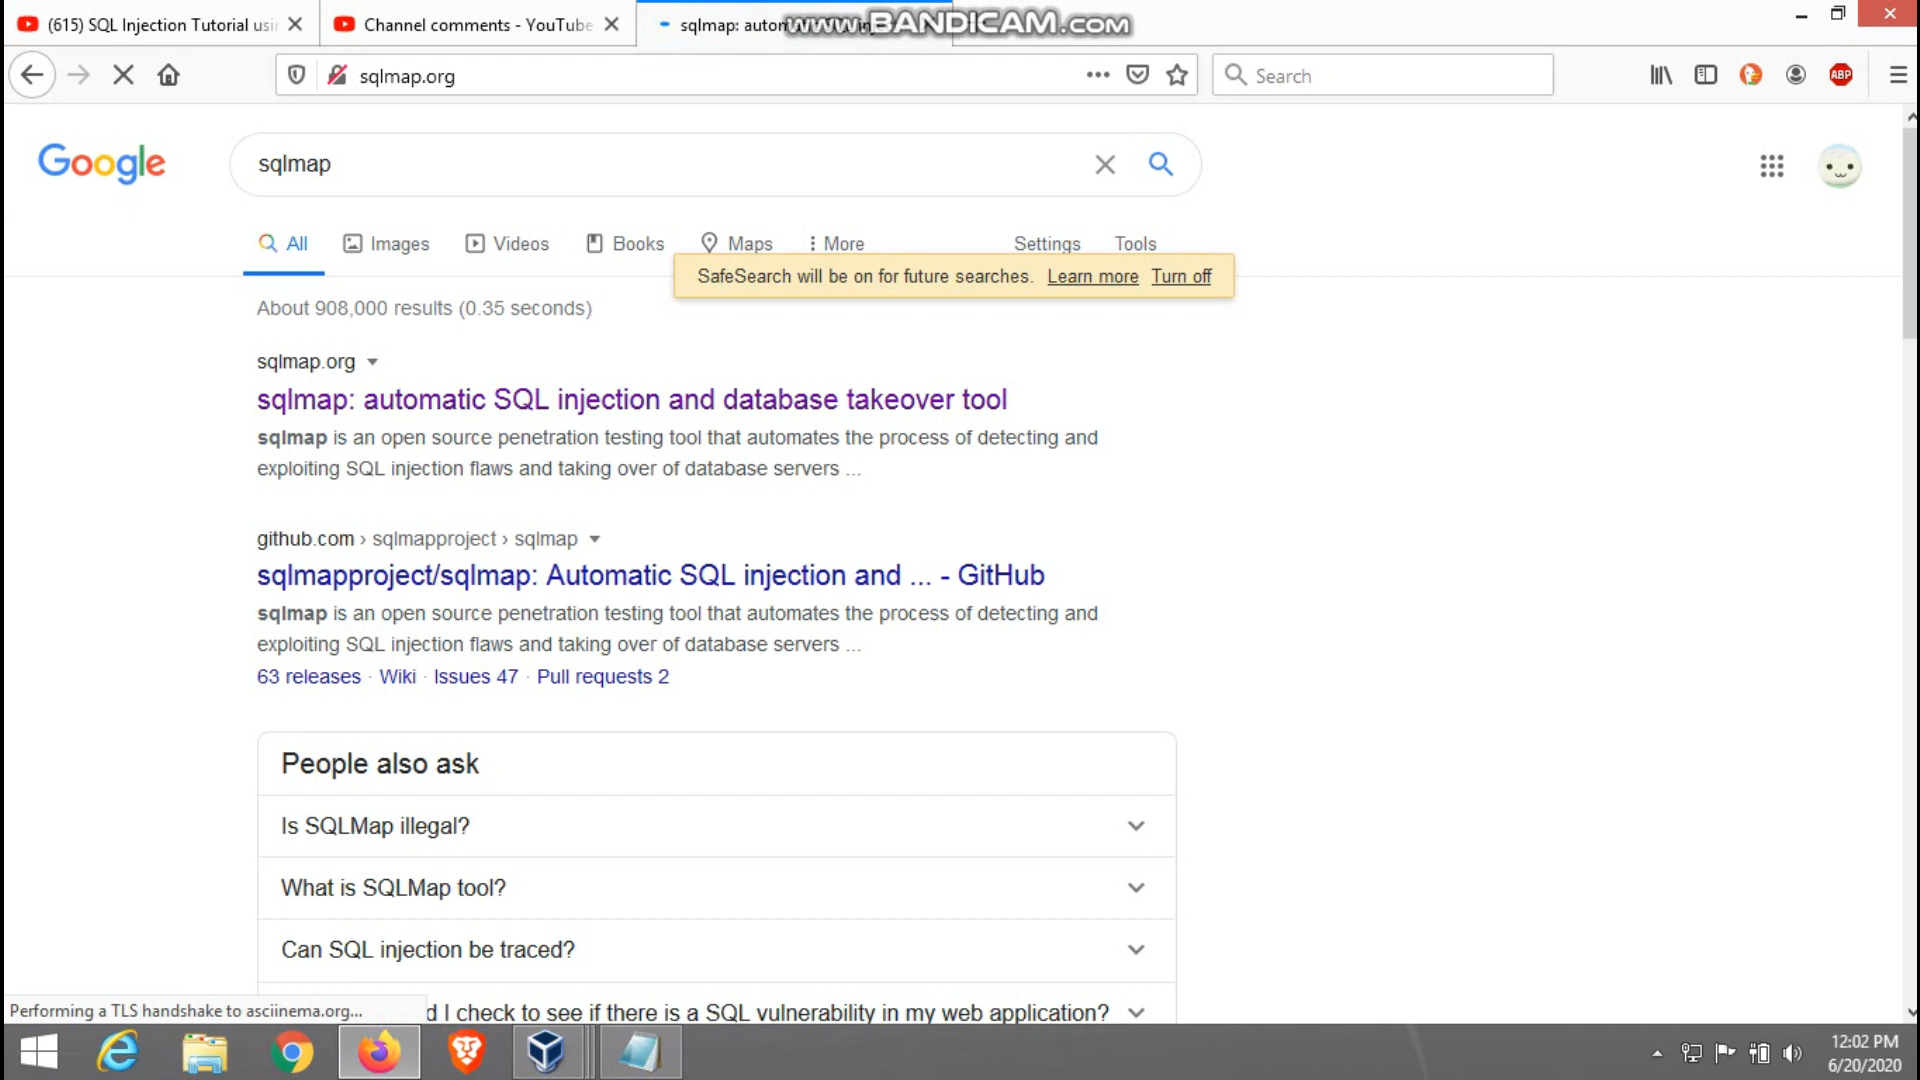 (615) SQL Injection Tutorial usin
Channel comments - YouTube
sqlmap: autom
www.BANDICAM.com
sqlmap.org
Search
ABP
Google
sqlmap
All
Images
Videos
Books
Maps
More
Settings
Tools
SafeSearch will be on for future searches. Learn more Turn off
About 908,000 results (0.35 seconds)
sqlmap.org
sqlmap: automatic SQL injection and database takeover tool
sqlmap is an open source penetration testing tool that automates the process of detecting and
exploiting SQL injection flaws and taking over of database servers ...
github.com › sqlmapproject › sqlmap
sqlmapproject/sqlmap: Automatic SQL injection and ... - GitHub
sqlmap is an open source penetration testing tool that automates the process of detecting and
exploiting SQL injection flaws and taking over of database servers ...
63 releases · Wiki · Issues 47 · Pull requests 2
People also ask
Is SQLMap illegal?
What is SQLMap tool?
Can SQL injection be traced?
d I check to see if there is a SQL vulnerability in my web application?
Performing a TLS handshake to asciinema.org...
12:02 PM
6/20/2020